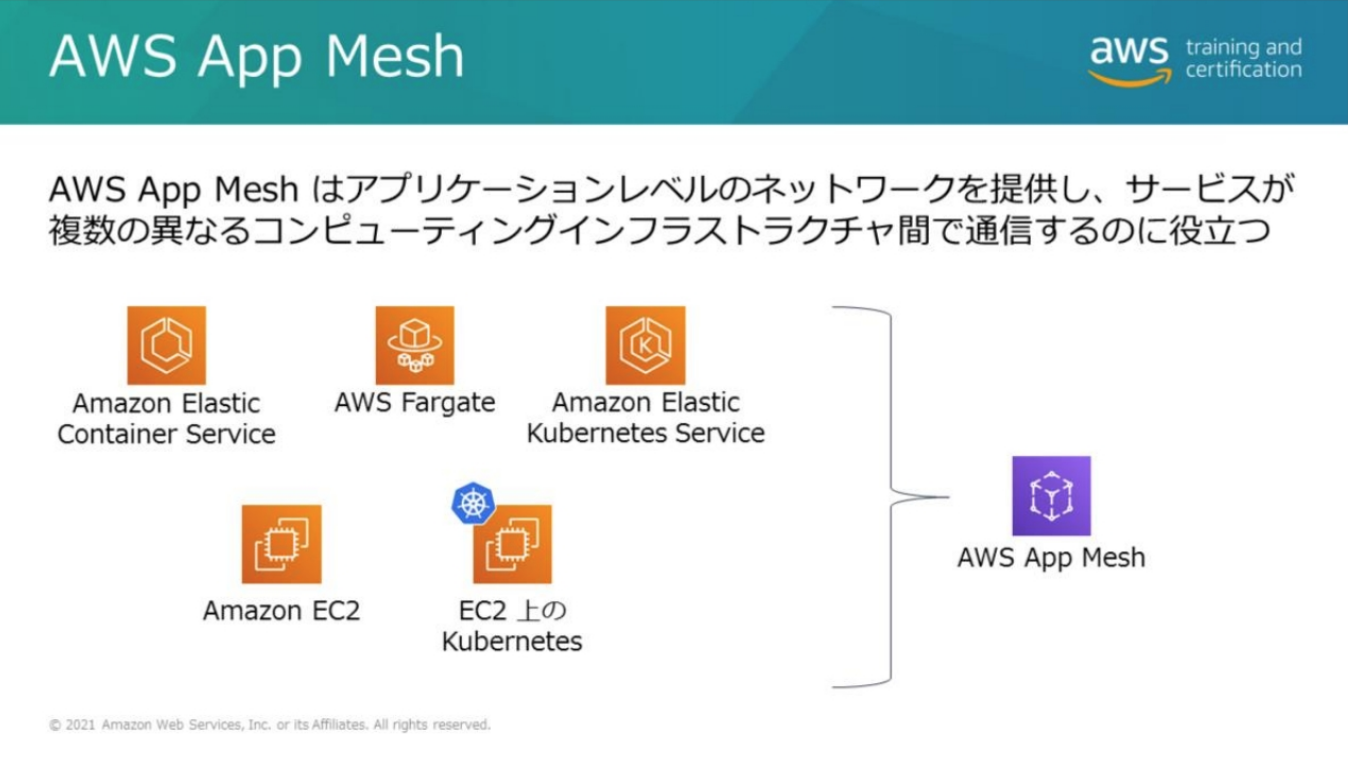 AWS App Mesh
aws training and
certification
AWS App Mesh はアプリケーションレベルのネットワークを提供し、サービスが
複数の異なるコンピューティングインフラストラクチャ間で通信するのに役立つ
Amazon Elastic
Container Service
AWS Fargate
Amazon Elastic
Kubernetes Service
Amazon EC2
EC2 上の
Kubernetes
AWS App Mesh
© 2021 Amazon Web Services, Inc. or its Affiliates. All rights reserved.